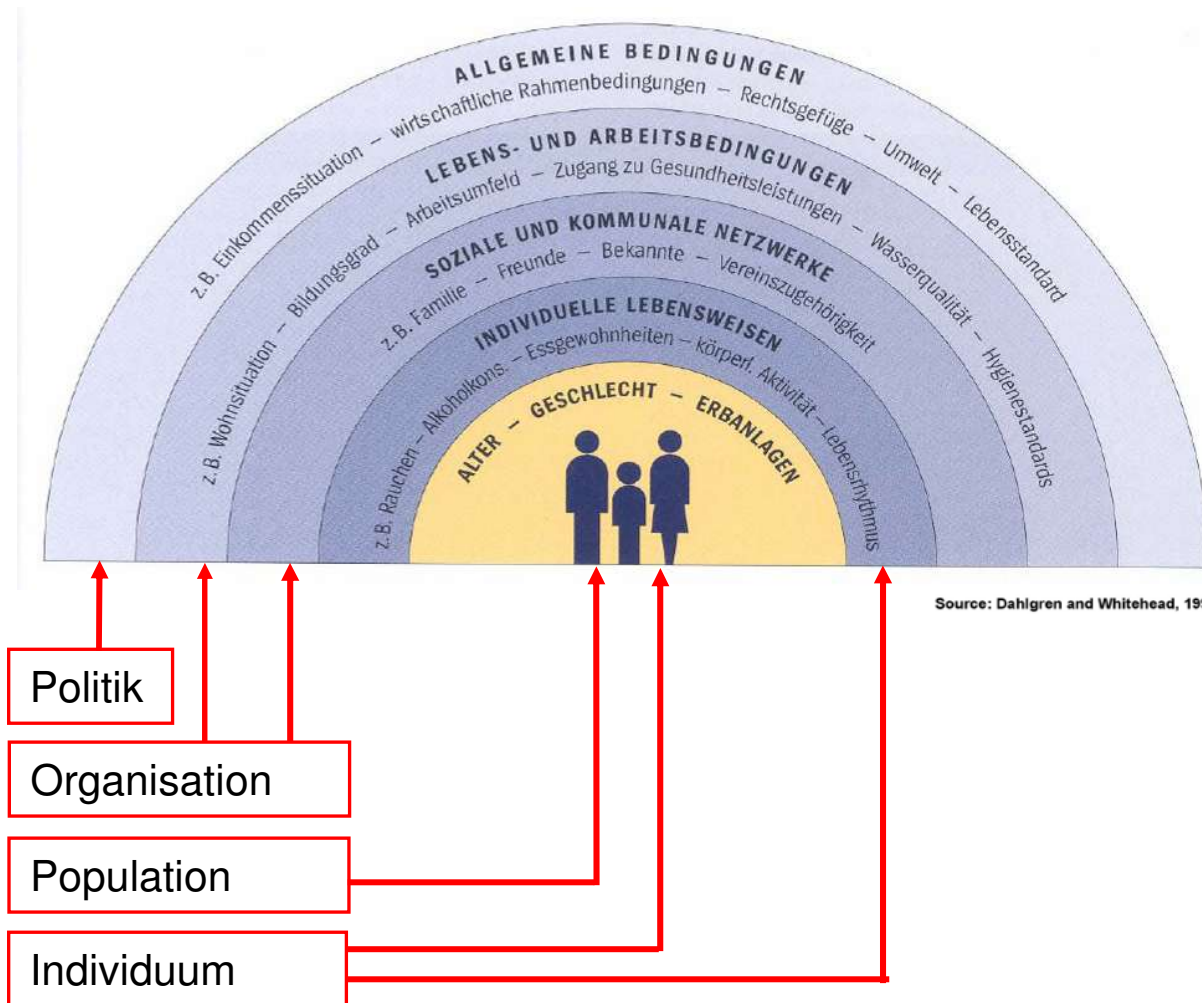 ALLGEMEINE BEDINGUNGEN
z. B. Einkommenssituation – wirtschaftliche Rahmenbedingungen – Rechtsgefüge – Umwelt – Lebensstandard
LEBENS- UND ARBEITSBEDINGUNGEN
z. B. Wohnsituation – Bildungsgrad – Arbeitsumfeld – Zugang zu Gesundheitsleistungen – Wasserqualität – Hygienestandards
SOZIALE UND KOMMUNALE NETZWERKE
z. B. Familie – Freunde – Bekannte – Vereinszugehörigkeit
INDIVIDUELLE LEBENSWEISEN
z. B. Rauchen – Alkoholkons. – Essgewohnheiten – körperl. Aktivität – Lebensrhythmus
ALTER – GESCHLECHT – ERBANLAGEN
Source: Dahlgren and Whitehead, 19
Politik
Organisation
Population
Individuum